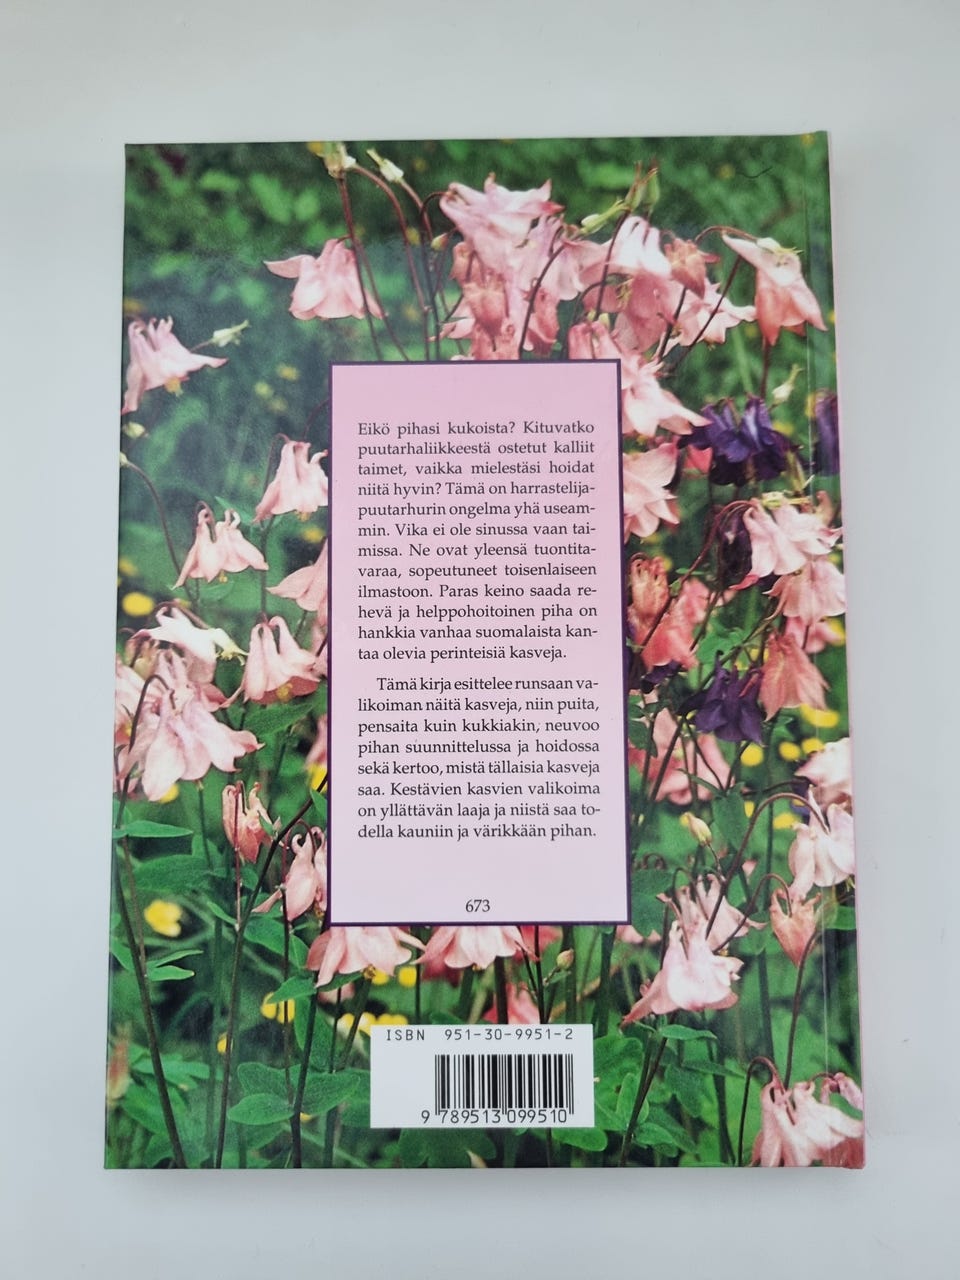 Eikö pihasi kukoista? Kituvatko
puutarhaliikkeestä ostetut kalliit
taimet, vaikka mielestäsi hoidat
niitä hyvin? Tämä on harrastelija-
puutarhurin ongelma yhä useam-
min. Vika ei ole sinussa vaan tai-
missa. Ne ovat yleensä tuontita-
varaa, sopeutuneet toisenlaiseen
ilmastoon. Paras keino saada re-
hevä ja helppohoitoinen piha on
hankkia vanhaa suomalaista kan-
taa olevia perinteisiä kasveja.
Tämä kirja esittelee runsaan va-
likoiman näitä kasveja, niin puita,
pensaita kuin kukkiakin, neuvoo
pihan suunnittelussa ja hoidossa
sekä kertoo, mistä tällaisia kasveja
saa. Kestävien kasvien valikoima
on yllättävän laaja ja niistä saa to-
della kauniin ja värikkään pihan.
673
ISBN 951-30-9951-2
9 789513 099510